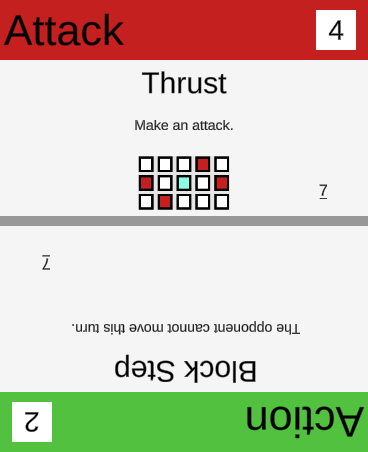 Attack 4
Thrust
Make an attack.
7
7
The opponent cannot move this turn.
Block Step
Action 2